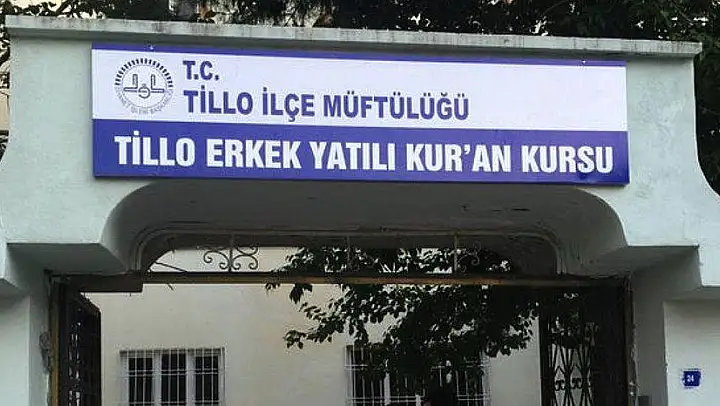 T.C.
TİLLO İLÇE MÜFTÜLÜĞÜ
TİLLO ERKEK YATILI KUR'AN KURSU
24